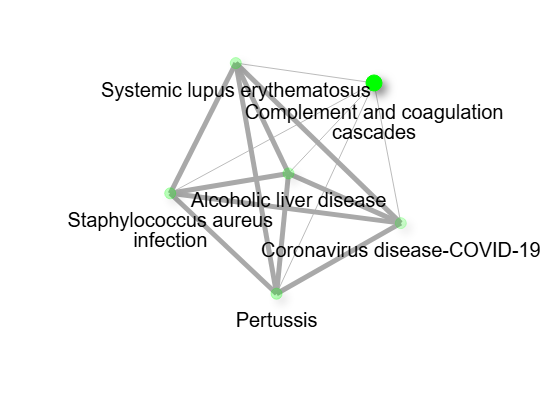 Systemic lupus erythematosus
Complement and coagulation
cascades
Alcoholic liver disease
Staphylococcus aureus
infection
Coronavirus disease-COVID-19
Pertussis